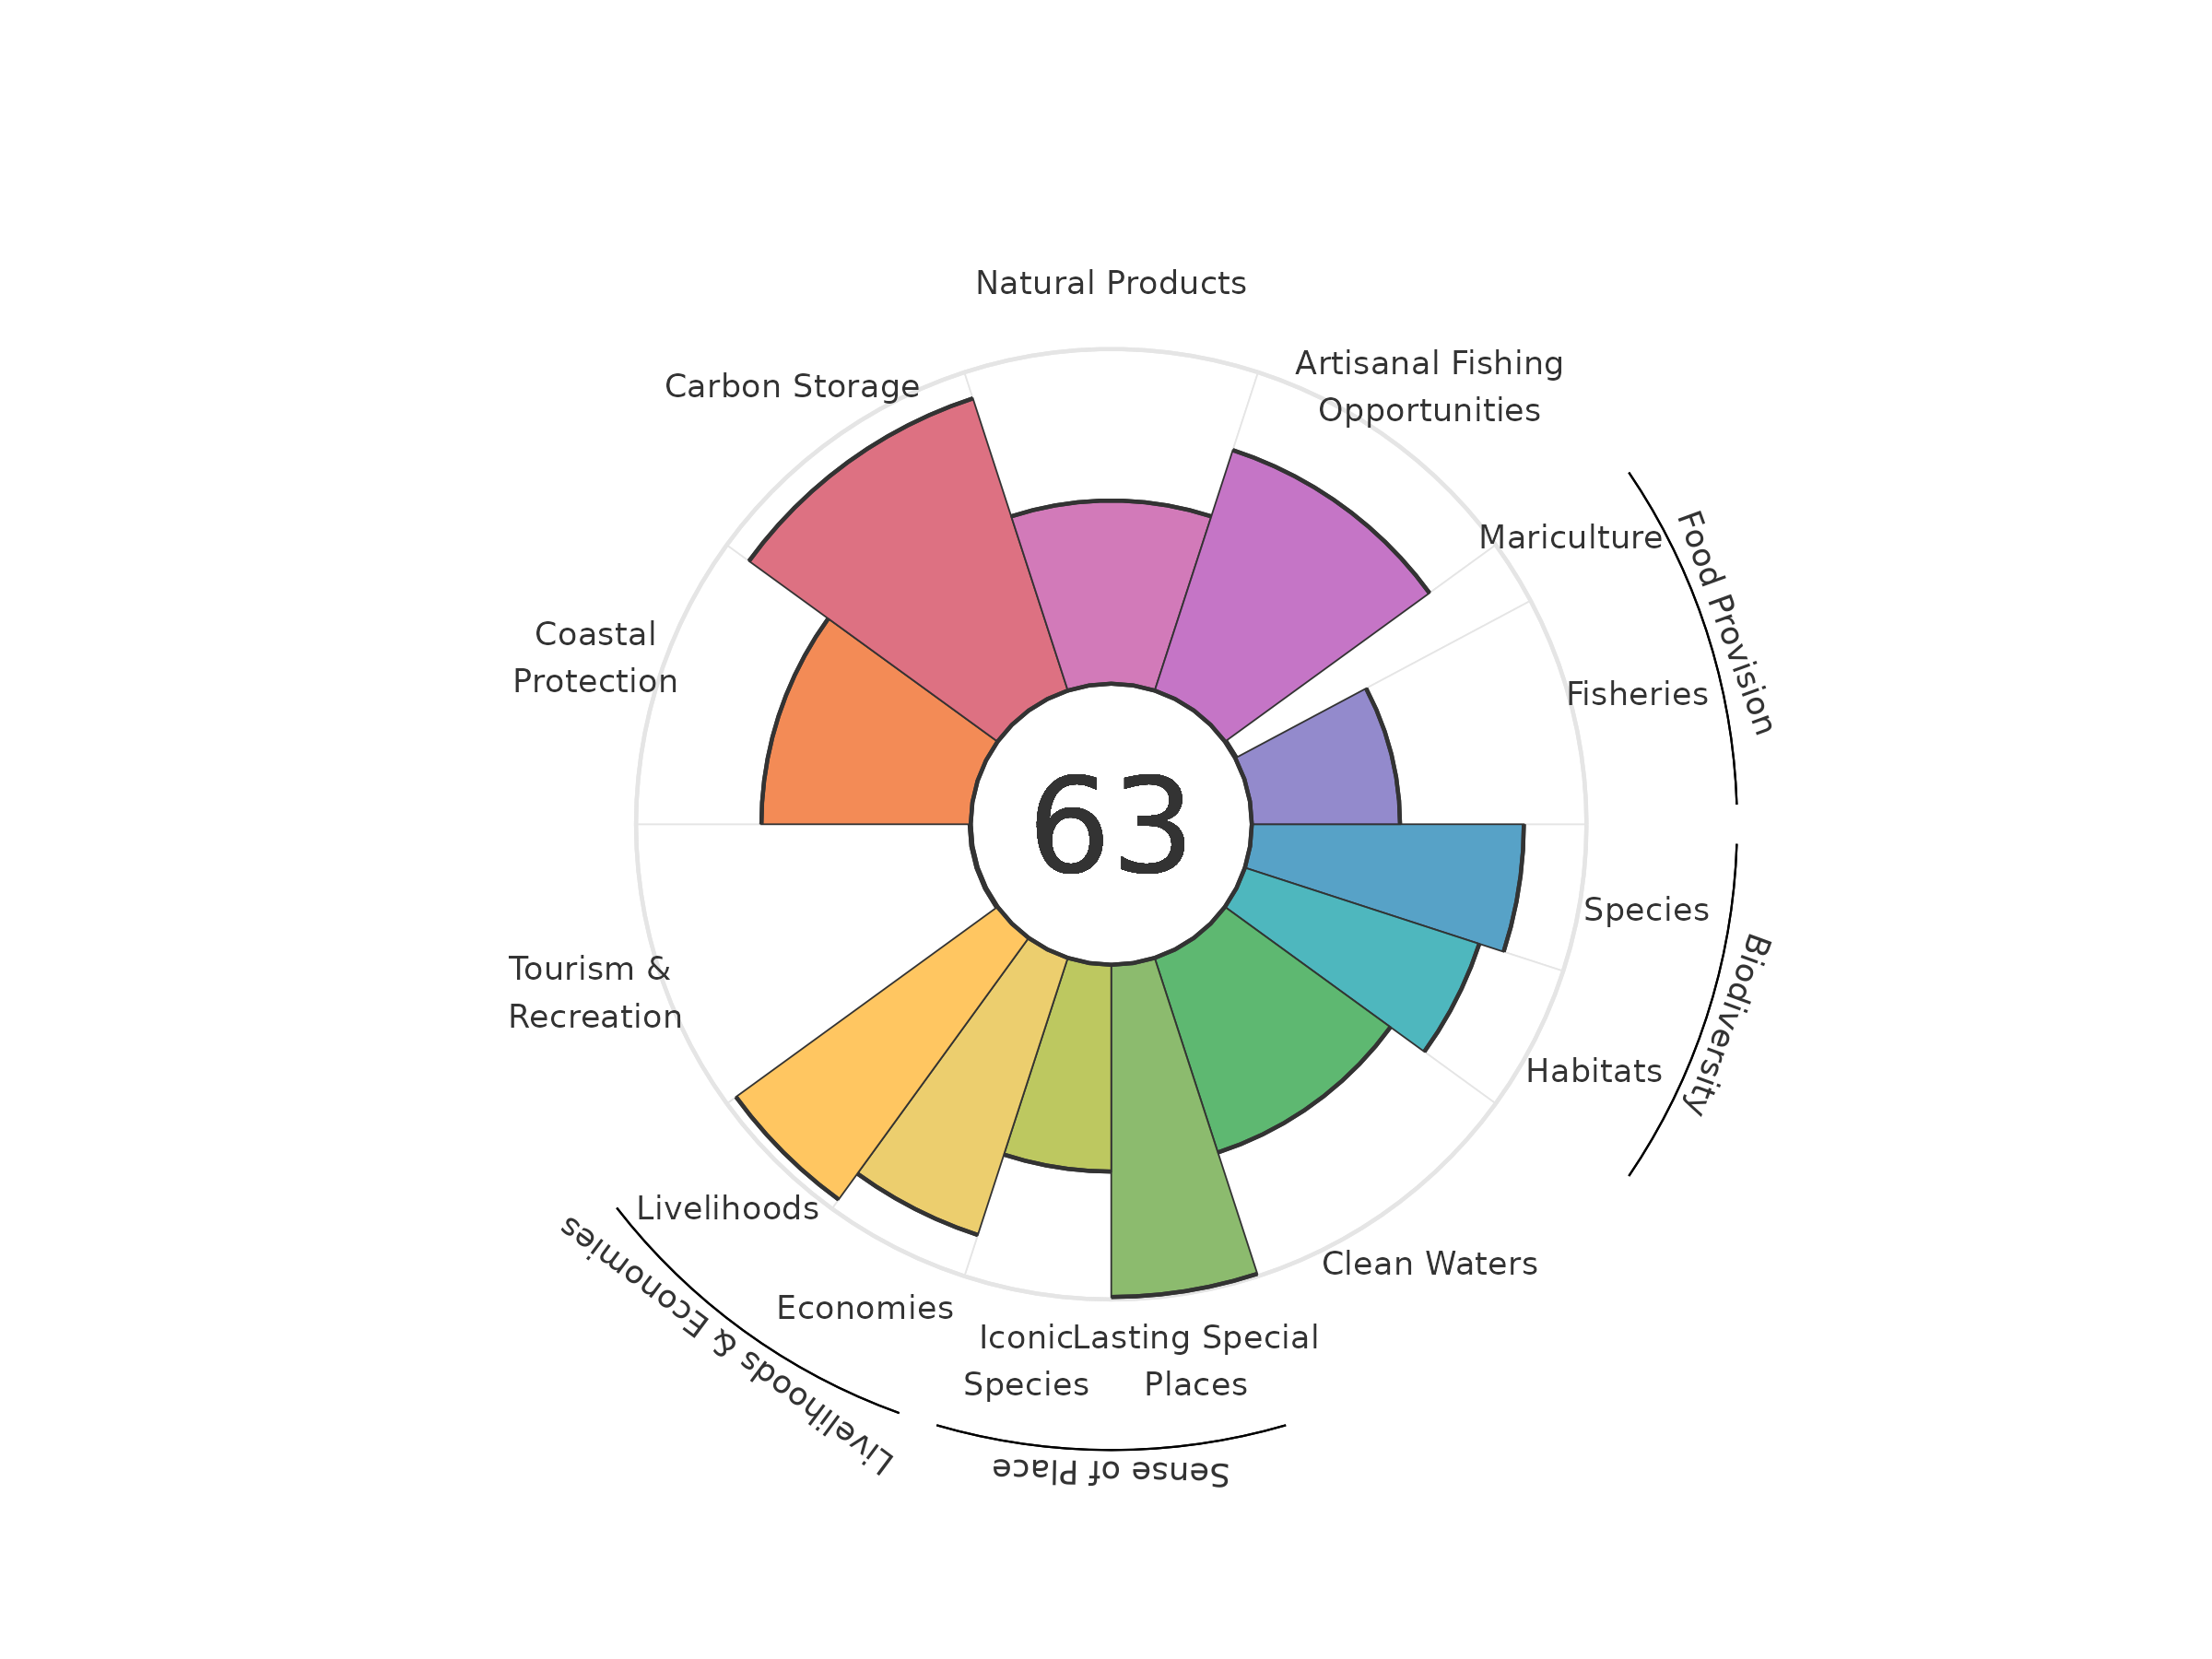 Natural Products
Artisanal Fishing
Opportunities
Carbon Storage
Mariculture
Food Provision
Coastal
Protection
Fisheries
63
Species
Biodiversity
Tourism &
Recreation
Habitats
Livelihoods
Clean Waters
Economies
Livelihoods & Economies
Iconic
Species
Lasting Special
Places
Sense of Place